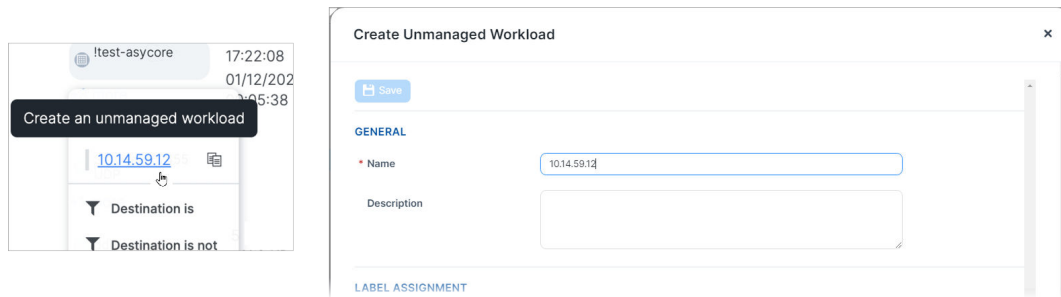 !test-asycore
17:22:08
01/12/202
05:38
Create an unmanaged workload
10.14.59.12
Destination is
Destination is not
Create Unmanaged Workload
Save
GENERAL
* Name
10.14.59.12
Description
LABEL ASSIGNMENT